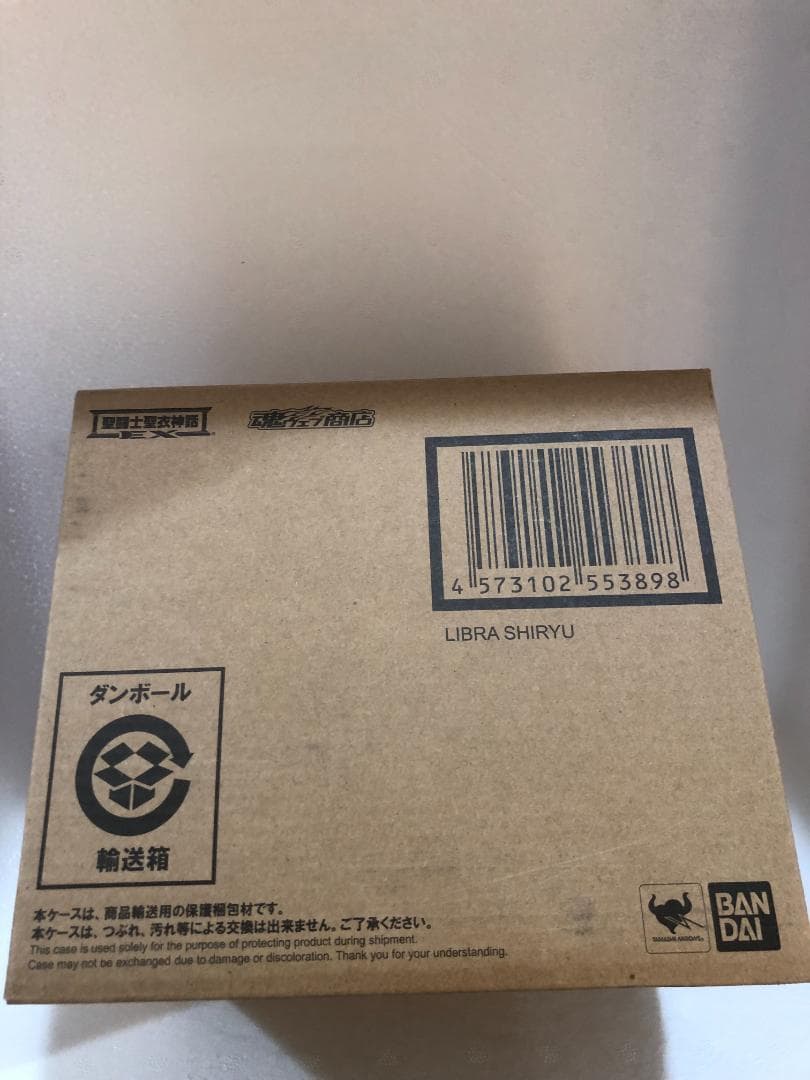 聖闘士聖衣神話
EX
魂ウェブ商店
4 573102 553898
LIBRA SHIRYU
ダンボール
輸送箱
本ケースは、商品輸送用の保護梱包材です。
本ケースは、つぶれ、汚れ等による交換は出来ません。ご了承ください。
This case is used solely for the purpose of protecting product during shipment.
Case may not be exchanged due to damage or discoloration. Thank you for your understanding.
TAMASHII NATIONS
BAN
DAI